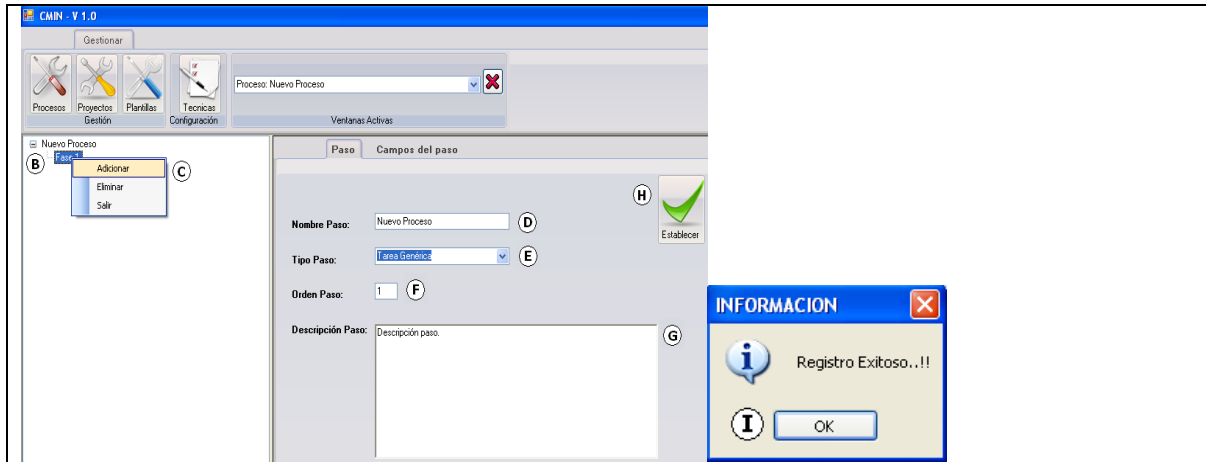 CMIN - V 1.0
Gestionar
Procesos Proyectos Plantillas Tecnicas
Gestión Configuración
Proceso: Nuevo Proceso
Ventanas Activas
Nuevo Proceso
B Fase 1
Adicionar C
Eliminar
Salir
Paso Campos del paso
H
Establecer
Nombre Paso: Nuevo Proceso D
Tipo Paso: Tarea Genérica E
Orden Paso: 1 F
Descripción Paso: Descripción paso. G
INFORMACION
Registro Exitoso..!!
I OK